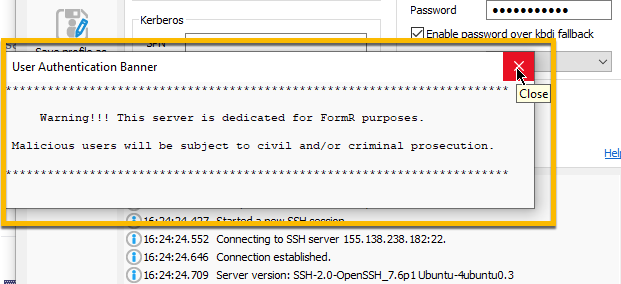 Password ●●●●●●●●●●●
Kerberos
SPN
Enable password over kbdi fallback
Save profile as
User Authentication Banner
Close
Warning!!! This server is dedicated for FormR purposes.
Malicious users will be subject to civil and/or criminal prosecution.
Help
16:24:24.427 Started a new SSH session.
16:24:24.552 Connecting to SSH server 155.138.238.182:22.
16:24:24.646 Connection established.
16:24:24.709 Server version: SSH-2.0-OpenSSH_7.6p1 Ubuntu-4ubuntu0.3